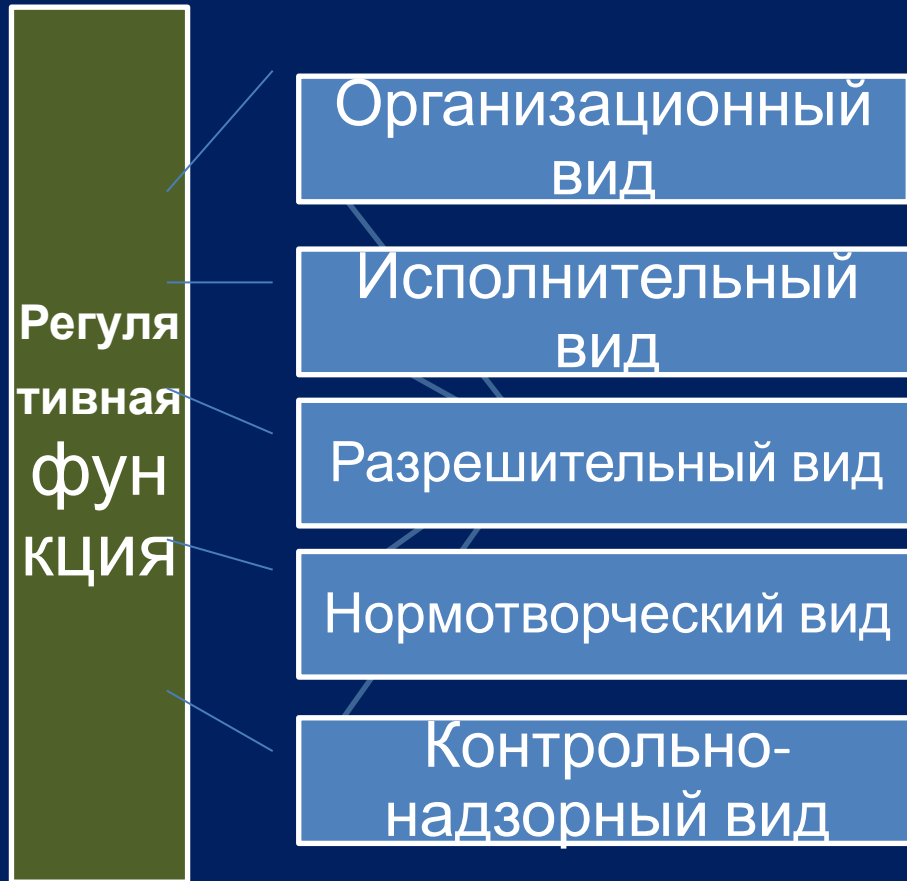 Регуля
тивная
фун
кция
Организационный
вид
Исполнительный
вид
Разрешительный вид
Нормотворческий вид
Контрольно-
надзорный вид